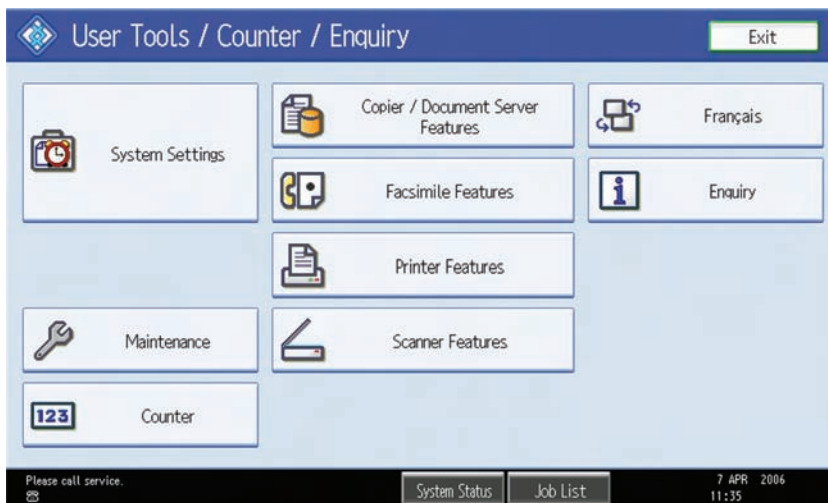 User Tools / Counter / Enquiry
Exit
System Settings
Copier / Document Server
Features
Français
Facsimile Features
Enquiry
Printer Features
Maintenance
Scanner Features
123
Counter
Please call service.
System Status
Job List
7 APR 2006
11:35